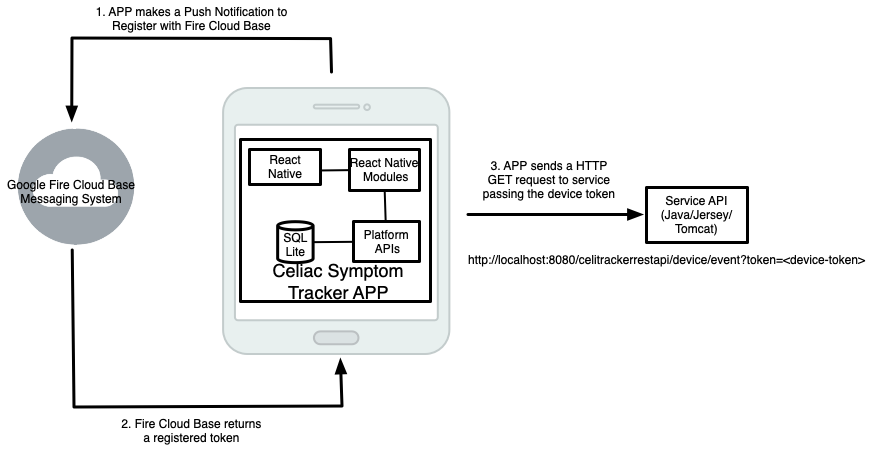 1. APP makes a Push Notification to
Register with Fire Cloud Base
Google Fire Cloud Base
Messaging System
React
Native
React Native
Modules
SQL
Lite
Platform
APIs
Celiac Symptom
Tracker APP
3. APP sends a HTTP
GET request to service
passing the device token
Service API
(Java/Jersey/
Tomcat)
http://localhost:8080/celitrackerrestapi/device/event?token=<device-token>
2. Fire Cloud Base returns
a registered token